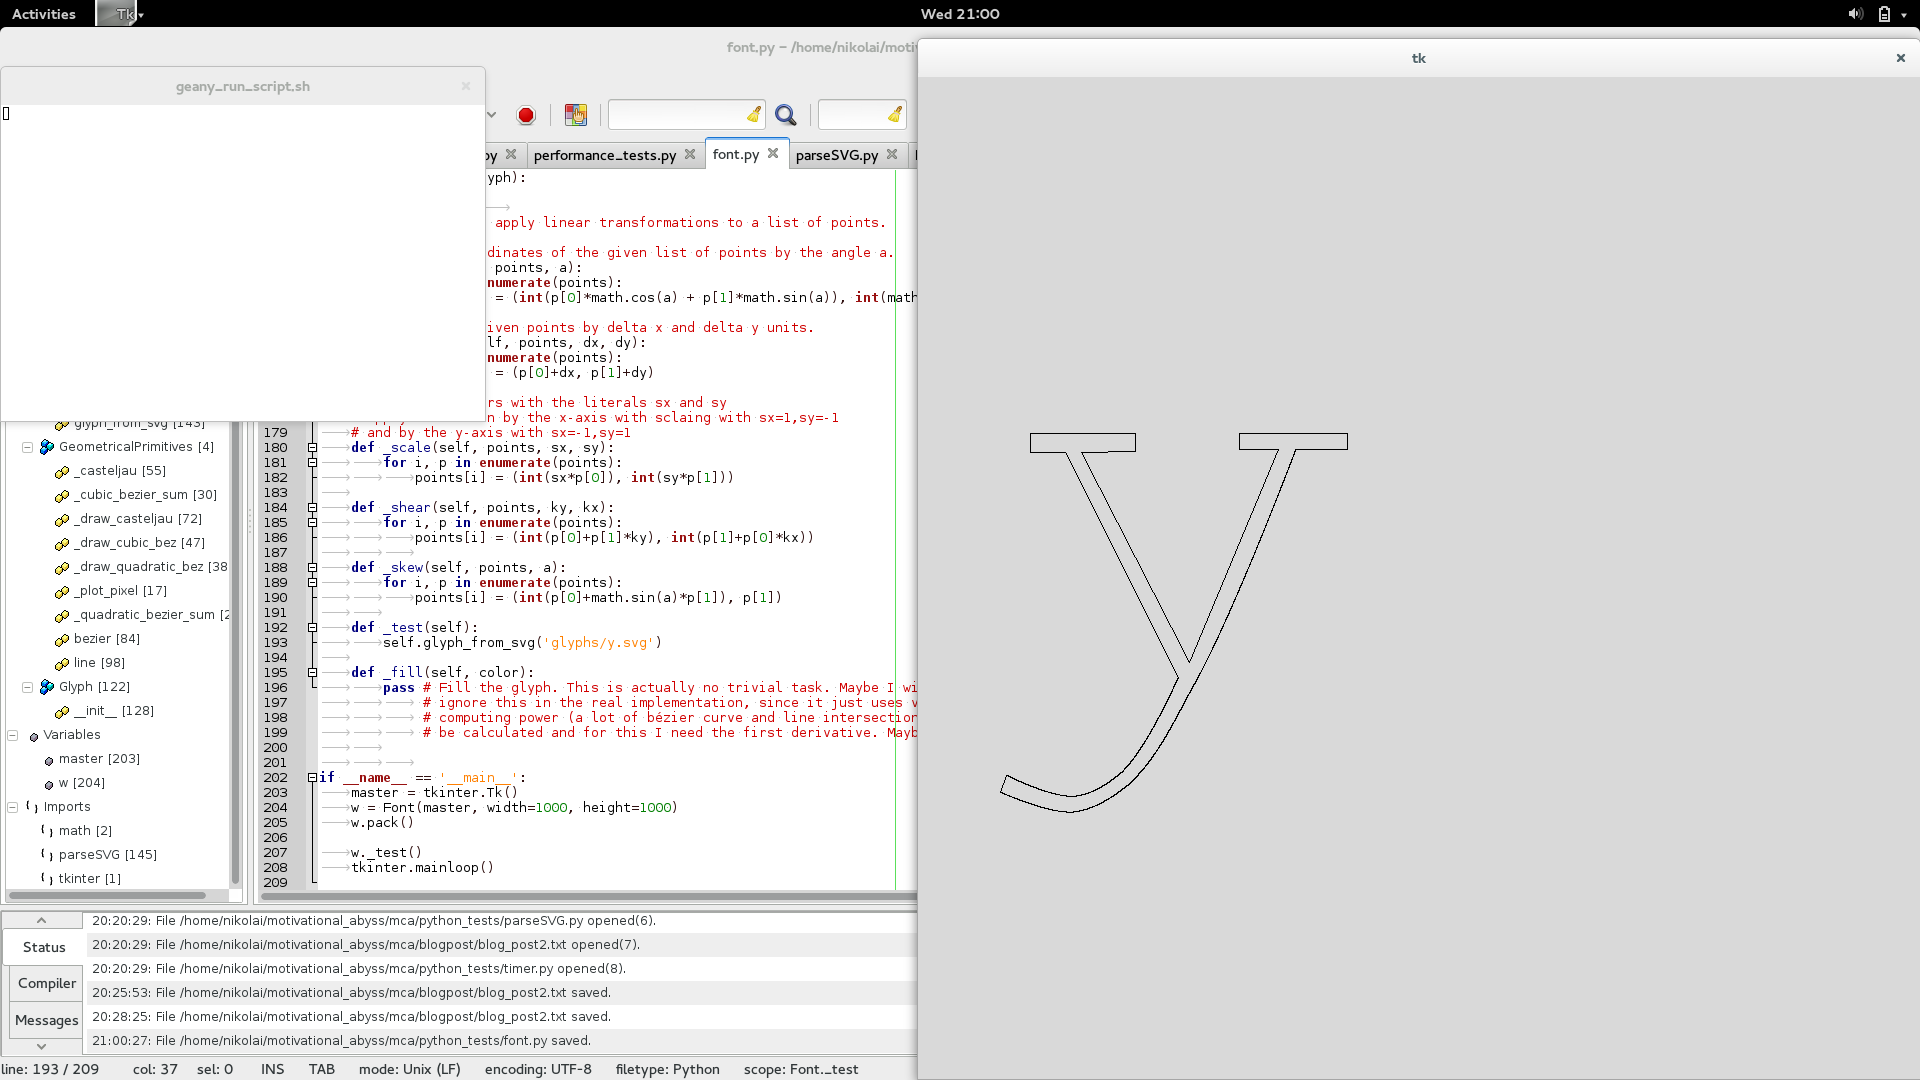 Activities
Tk
Wed 21:00
font.py – /home/nikolai/moti
tk
geany_run_script.sh
py
performance_tests.py
font.py
parseSVG.py
yph):
apply linear transformations to a list of points.
dinates of the given list of points by the angle a.
points, a):
numerate(points):
= (int(p[0]*math.cos(a) + p[1]*math.sin(a)), int(math
iven points by delta x and delta y units.
lf, points, dx, dy):
numerate(points):
= (p[0]+dx, p[1]+dy)
rs with the literals sx and sy
n by the x-axis with sclaing with sx=1,sy=-1
179 # and by the y-axis with sx=-1,sy=1
180 def _scale(self, points, sx, sy):
181 for i, p in enumerate(points):
182 points[i] = (int(sx*p[0]), int(sy*p[1]))
183
184 def _shear(self, points, ky, kx):
185 for i, p in enumerate(points):
186 points[i] = (int(p[0]+p[1]*ky), int(p[1]+p[0]*kx))
187
188 def _skew(self, points, a):
189 for i, p in enumerate(points):
190 points[i] = (int(p[0]+math.sin(a)*p[1]), p[1])
191
192 def _test(self):
193 self.glyph_from_svg('glyphs/y.svg')
194
195 def _fill(self, color):
196 pass # Fill the glyph. This is actually no trivial task. Maybe I wi
197 # ignore this in the real implementation, since it just uses v
198 # computing power (a lot of bézier curve and line intersection
199 # be calculated and for this I need the first derivative. Mayb
200
201
202 if __name__ == '__main__':
203 master = tkinter.Tk()
204 w = Font(master, width=1000, height=1000)
205 w.pack()
206
207 w._test()
208 tkinter.mainloop()
209
glyph_from_svg [143]
GeometricalPrimitives [4]
_casteljau [55]
_cubic_bezier_sum [30]
_draw_casteljau [72]
_draw_cubic_bez [47]
_draw_quadratic_bez [38
_plot_pixel [17]
_quadratic_bezier_sum [2
bezier [84]
line [98]
Glyph [122]
__init__ [128]
Variables
master [203]
w [204]
Imports
math [2]
parseSVG [145]
tkinter [1]
Status
Compiler
Messages
20:20:29: File /home/nikolai/motivational_abyss/mca/python_tests/parseSVG.py opened(6).
20:20:29: File /home/nikolai/motivational_abyss/mca/blogpost/blog_post2.txt opened(7).
20:20:29: File /home/nikolai/motivational_abyss/mca/python_tests/timer.py opened(8).
20:25:53: File /home/nikolai/motivational_abyss/mca/blogpost/blog_post2.txt saved.
20:28:25: File /home/nikolai/motivational_abyss/mca/blogpost/blog_post2.txt saved.
21:00:27: File /home/nikolai/motivational_abyss/mca/python_tests/font.py saved.
line: 193 / 209 col: 37 sel: 0 INS TAB mode: Unix (LF) encoding: UTF-8 filetype: Python scope: Font._test
y